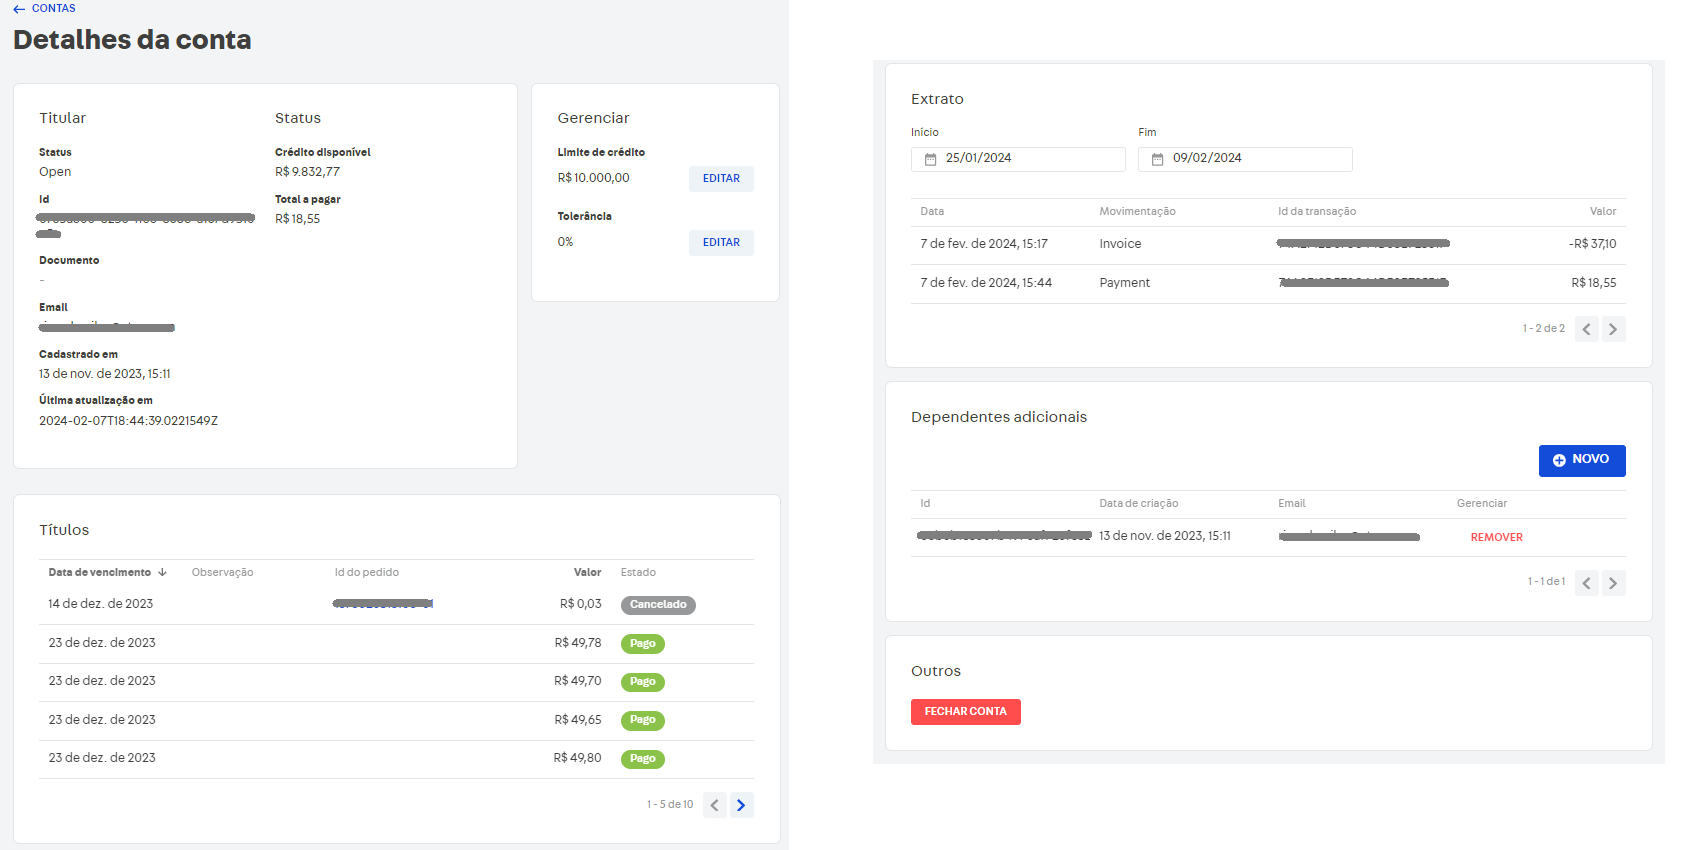 CONTAS
Detalhes da conta
Titular
Status
Open
Id
Documento
-
Email
Cadastrado em
13 de nov. de 2023, 15:11
Última atualização em
2024-02-07T18:44:39.0221549Z
Status
Crédito disponível
R$ 9.832,77
Total a pagar
R$ 18,55
Gerenciar
Limite de crédito
R$ 10.000,00 EDITAR
Tolerância
0% EDITAR
Títulos
Data de vencimento Observação Id do pedido Valor Estado
14 de dez. de 2023 R$ 0,03 Cancelado
23 de dez. de 2023 R$ 49,78 Pago
23 de dez. de 2023 R$ 49,70 Pago
23 de dez. de 2023 R$ 49,65 Pago
23 de dez. de 2023 R$ 49,80 Pago
1 - 5 de 10
Extrato
Início Fim
25/01/2024 09/02/2024
Data Movimentação Id da transação Valor
7 de fev. de 2024, 15:17 Invoice -R$ 37,10
7 de fev. de 2024, 15:44 Payment R$ 18,55
1 - 2 de 2
Dependentes adicionais
NOVO
Id Data de criação Email Gerenciar
13 de nov. de 2023, 15:11 REMOVER
1 - 1 de 1
Outros
FECHAR CONTA